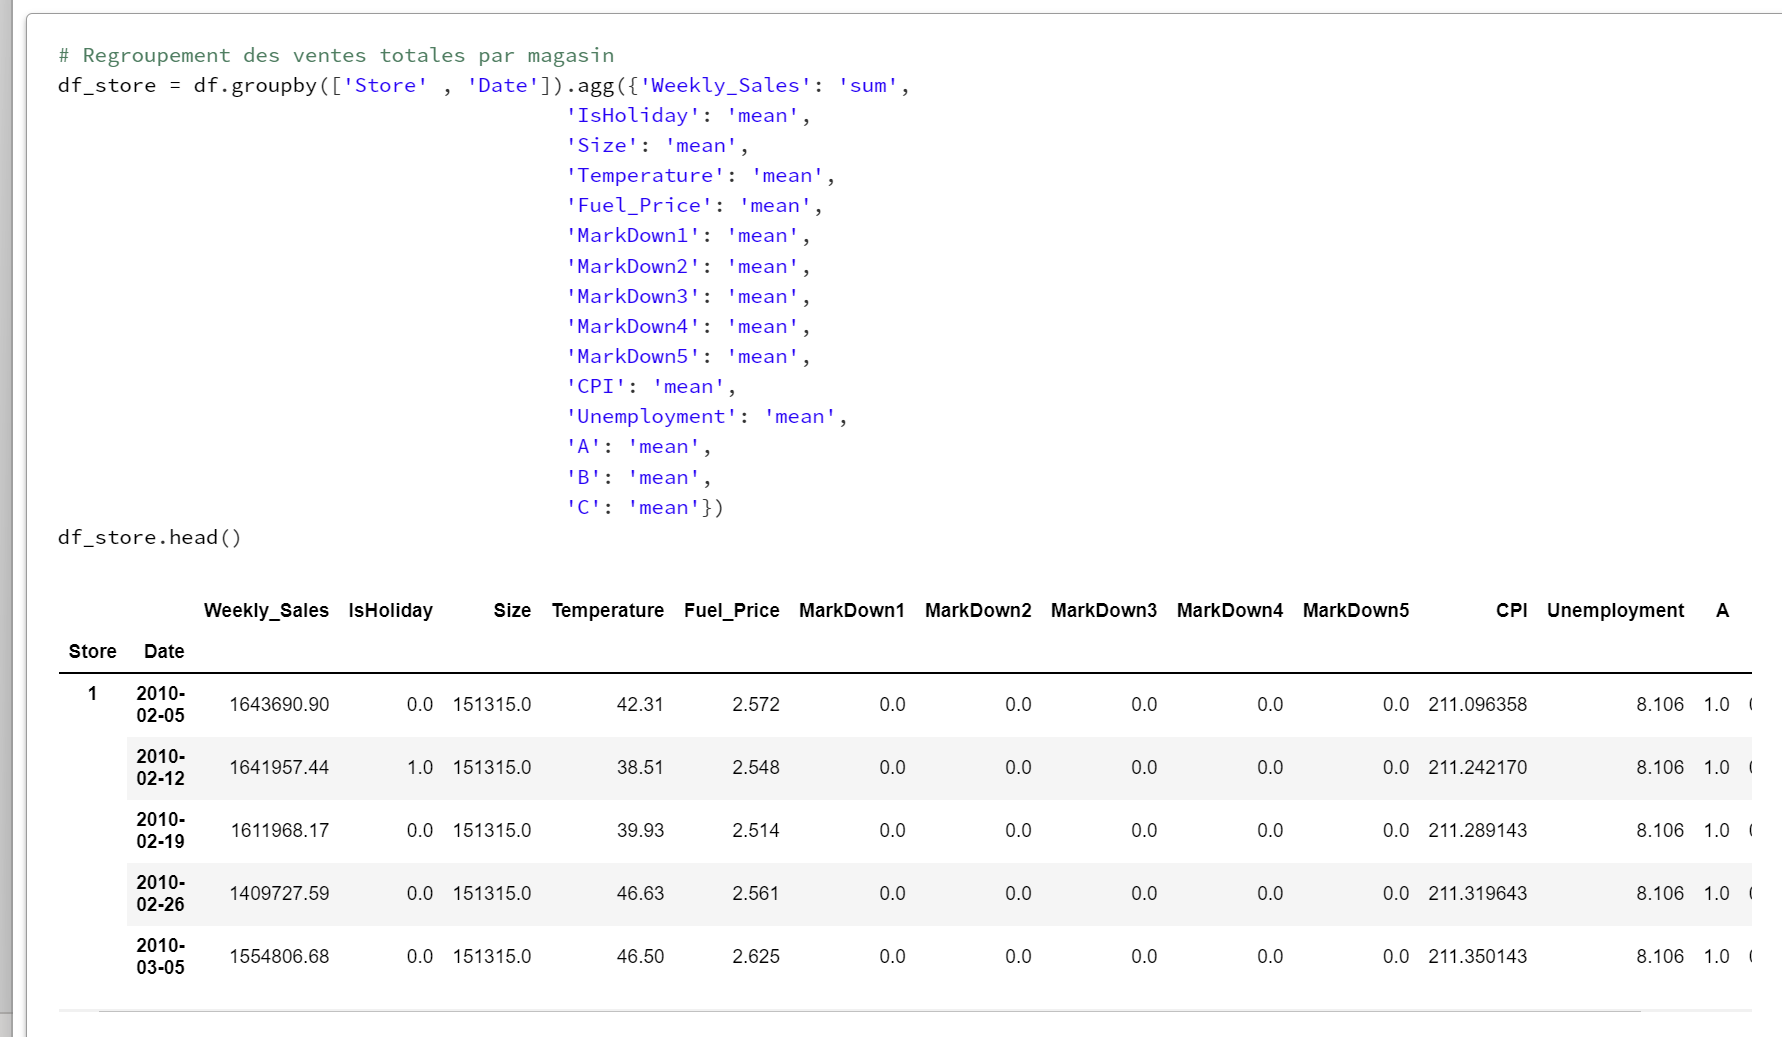 # Regroupement des ventes totales par magasin
df_store = df.groupby(['Store' , 'Date']).agg({'Weekly_Sales': 'sum',
'IsHoliday': 'mean',
'Size': 'mean',
'Temperature': 'mean',
'Fuel_Price': 'mean',
'MarkDown1': 'mean',
'MarkDown2': 'mean',
'MarkDown3': 'mean',
'MarkDown4': 'mean',
'MarkDown5': 'mean',
'CPI': 'mean',
'Unemployment': 'mean',
'A': 'mean',
'B': 'mean',
'C': 'mean'})
df_store.head()
Weekly_Sales IsHoliday Size Temperature Fuel_Price MarkDown1 MarkDown2 MarkDown3 MarkDown4 MarkDown5 CPI Unemployment A
Store Date
1 2010-02-05 1643690.90 0.0 151315.0 42.31 2.572 0.0 0.0 0.0 0.0 0.0 211.096358 8.106 1.0
2010-02-12 1641957.44 1.0 151315.0 38.51 2.548 0.0 0.0 0.0 0.0 0.0 211.242170 8.106 1.0
2010-02-19 1611968.17 0.0 151315.0 39.93 2.514 0.0 0.0 0.0 0.0 0.0 211.289143 8.106 1.0
2010-02-26 1409727.59 0.0 151315.0 46.63 2.561 0.0 0.0 0.0 0.0 0.0 211.319643 8.106 1.0
2010-03-05 1554806.68 0.0 151315.0 46.50 2.625 0.0 0.0 0.0 0.0 0.0 211.350143 8.106 1.0